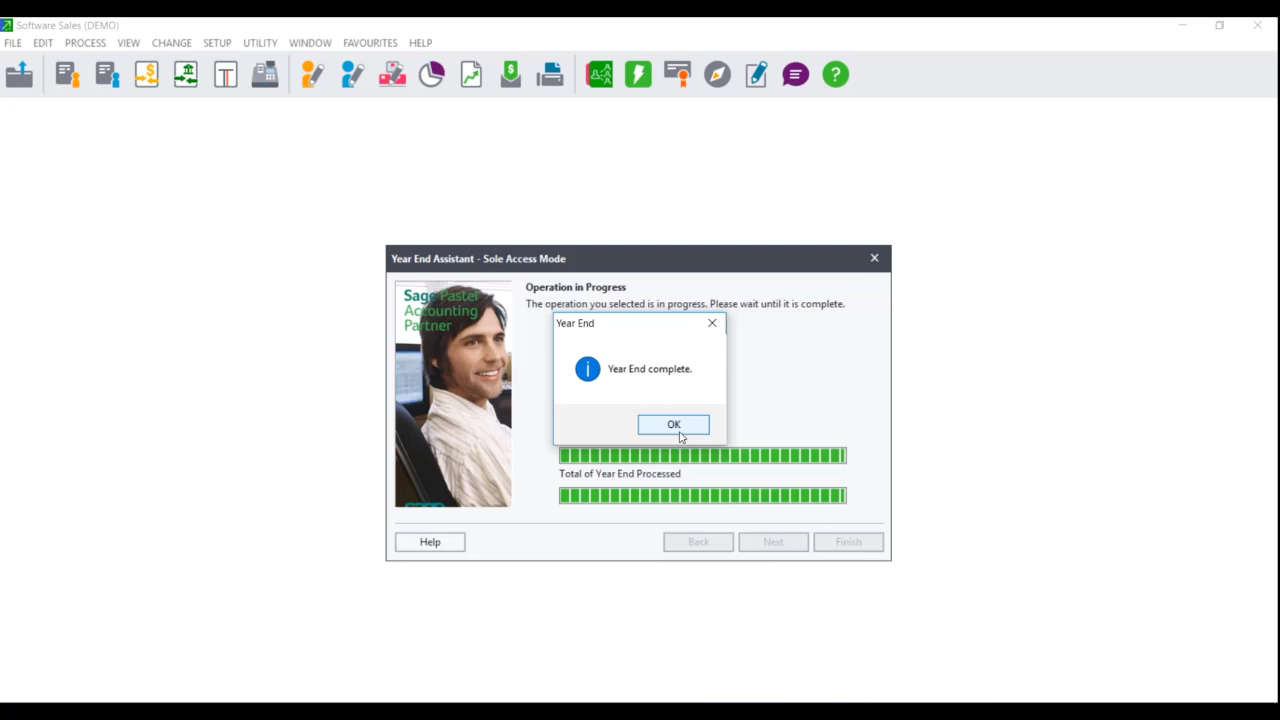 Software Sales (DEMO)
FILE EDIT PROCESS VIEW CHANGE SETUP UTILITY WINDOW FAVOURITES HELP
Year End Assistant - Sole Access Mode
Sage Pastel
Accounting
Partner
Operation in Progress
The operation you selected is in progress. Please wait until it is complete.
Year End
Year End complete.
OK
Total of Year End Processed
Help Back Next Finish